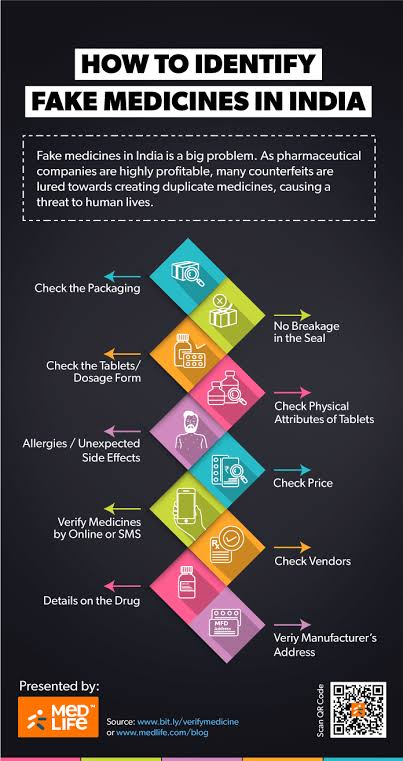 HOW TO IDENTIFY
FAKE MEDICINES IN INDIA
Fake medicines in India is a big problem. As pharmaceutical
companies are highly profitable, many counterfeits are
lured towards creating duplicate medicines, causing a
threat to human lives.
Check the Packaging
No Breakage
in the Seal
Check the Tablets/
Dosage Form
Check Physical
Attributes of Tablets
Allergies / Unexpected
Side Effects
₹
Check Price
Verify Medicines
by Online or SMS
Rx
Check Vendors
Details on the Drug
MFD
Address
Veriy Manufacturer's
Address
Presented by:
MED
LIFE™
Source: www.bit.ly/verifymedicine
or www.medlife.com/blog
Scan QR Code